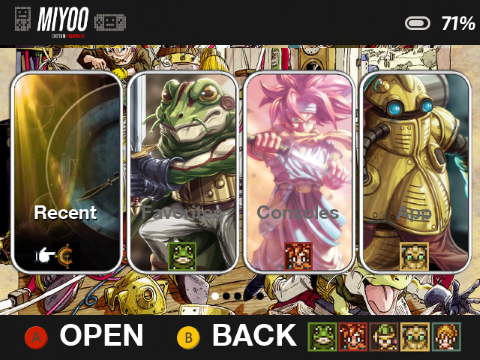 MIYOO
71%
Recent
Favorites
Consoles
App
A OPEN
B BACK